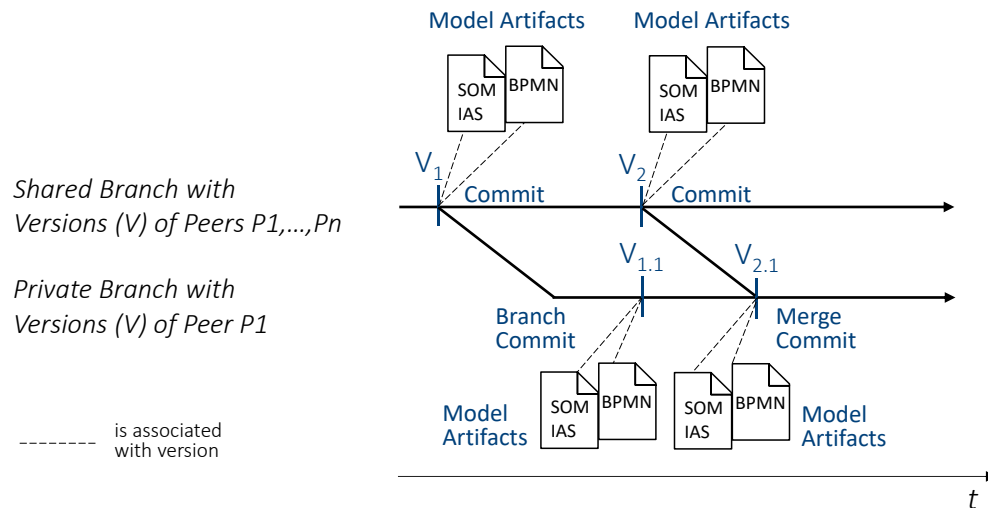 Model Artifacts
Model Artifacts
SOM
IAS
BPMN
SOM
IAS
BPMN
V1
Commit
V2
Commit
Shared Branch with
Versions (V) of Peers P1,...,Pn
V1.1
V2.1
Private Branch with
Versions (V) of Peer P1
Branch
Commit
Merge
Commit
SOM
IAS
BPMN
SOM
IAS
BPMN
Model
Artifacts
Model
Artifacts
is associated
with version
t